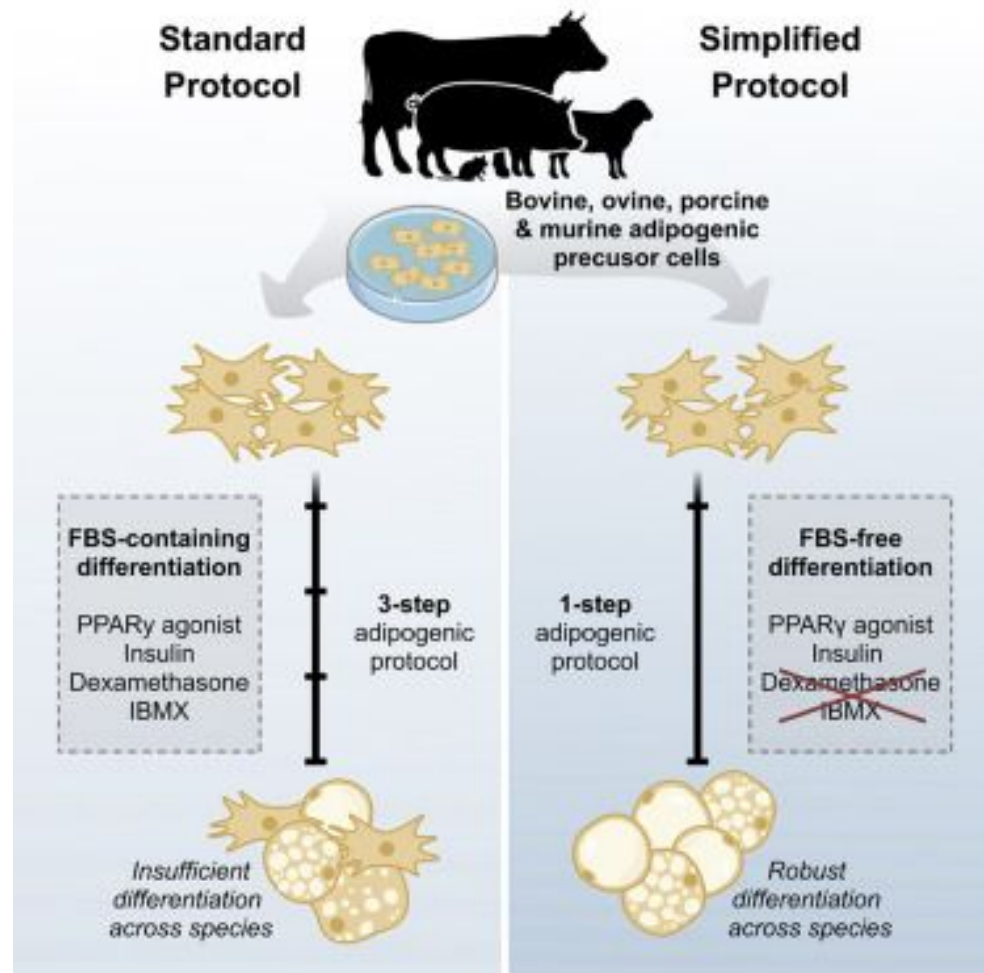 Standard
Protocol
Simplified
Protocol
Bovine, ovine, porcine
& murine adipogenic
precusor cells
FBS-containing
differentiation
PPARy agonist
Insulin
Dexamethasone
IBMX
3-step
adipogenic
protocol
1-step
adipogenic
protocol
FBS-free
differentiation
PPARγ agonist
Insulin
Dexamethasone
IBMX
Insufficient
differentiation
across species
Robust
differentiation
across species